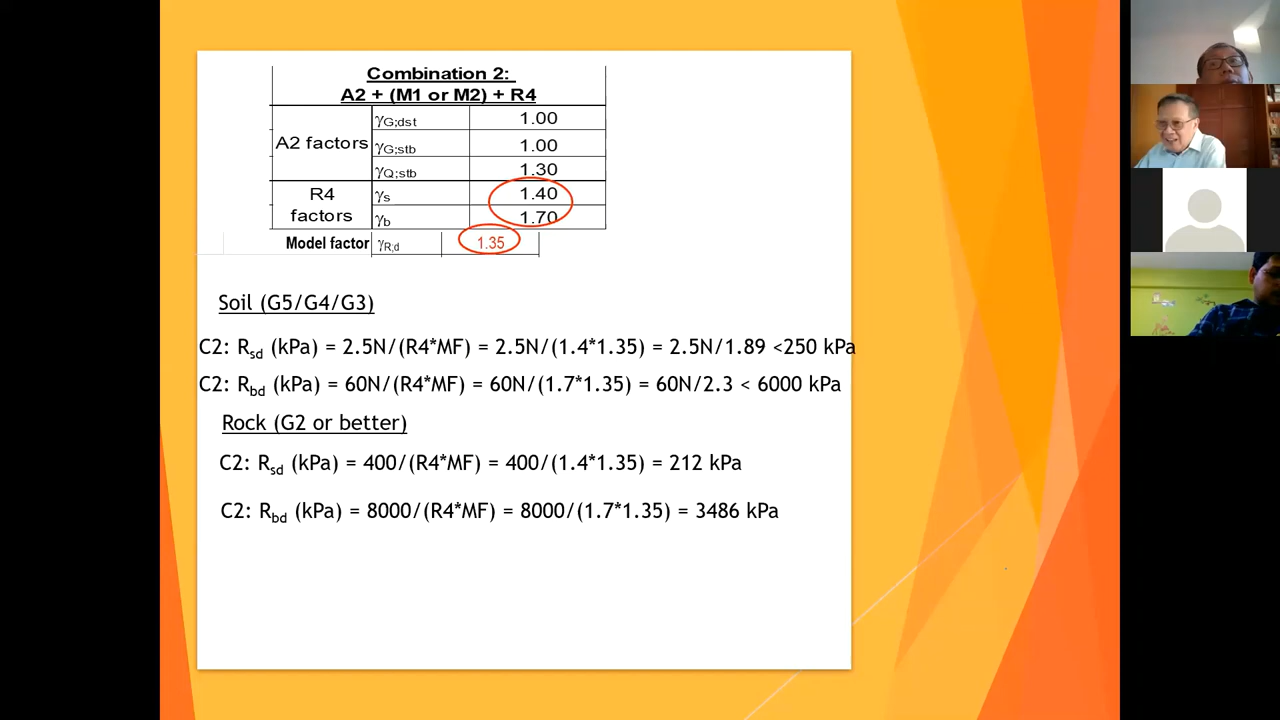 Combination 2:
A2 + (M1 or M2) + R4
A2 factors
γG;dst 1.00
γG;stb 1.00
γQ;stb 1.30
R4 factors
γs 1.40
γb 1.70
Model factor γR;d 1.35
Soil (G5/G4/G3)
C2: Rsd (kPa) = 2.5N/(R4*MF) = 2.5N/(1.4*1.35) = 2.5N/1.89 <250 kPa
C2: Rbd (kPa) = 60N/(R4*MF) = 60N/(1.7*1.35) = 60N/2.3 < 6000 kPa
Rock (G2 or better)
C2: Rsd (kPa) = 400/(R4*MF) = 400/(1.4*1.35) = 212 kPa
C2: Rbd (kPa) = 8000/(R4*MF) = 8000/(1.7*1.35) = 3486 kPa